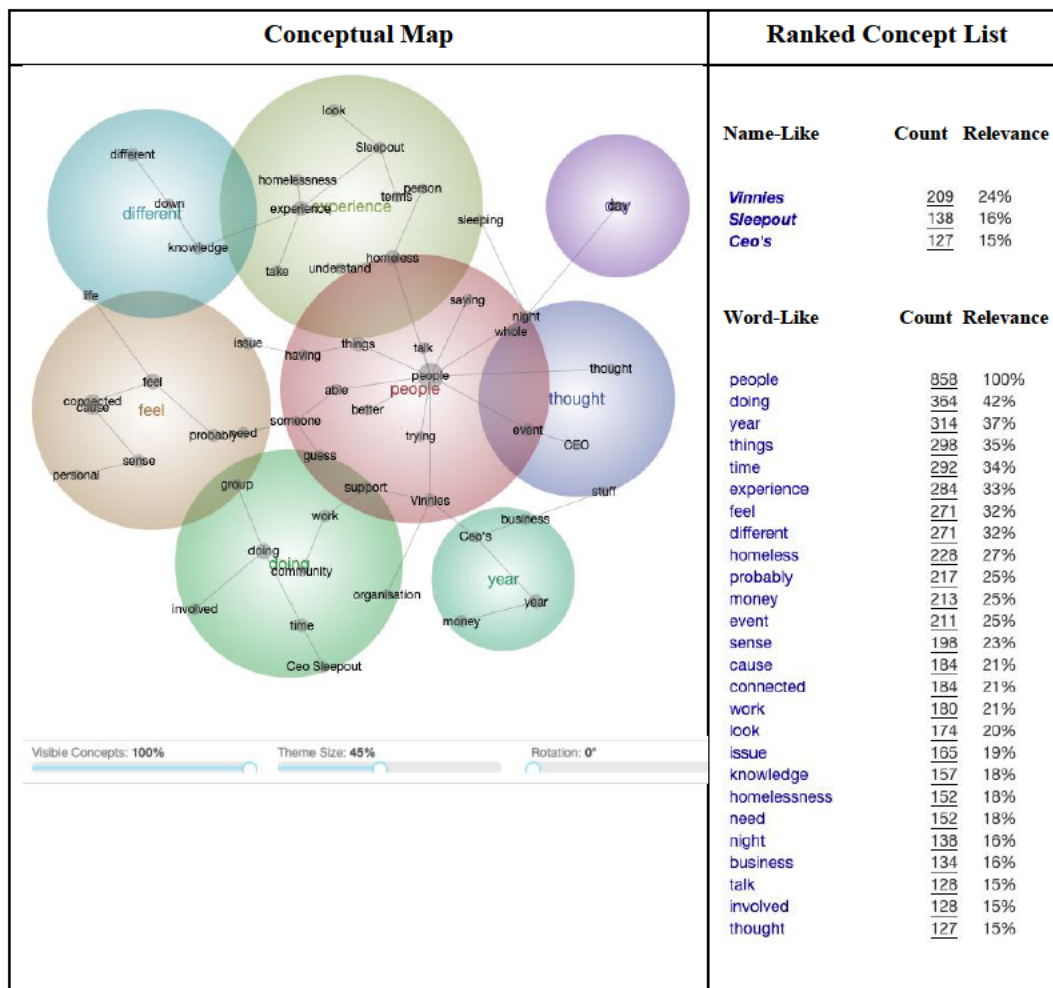 Conceptual Map
Ranked Concept List
look
different
Sleepout
homelessness
person
terms
down
experience
experience
different
sleeping
day
knowledge
homeless
take
understand
life
saying
night
whole
issue
things
talk
having
thought
people
feel
people
able
connected
cause
feel
better
thought
someone
event
probably
need
trying
CEO
guess
sense
personal
group
support
stuff
Vinnies
work
business
Ceo's
doing
doing
community
year
organisation
year
involved
money
time
Ceo Sleepout
Visible Concepts: 100% Theme Size: 45% Rotation: 0°
Name-Like Count Relevance
Vinnies 209 24%
Sleepout 138 16%
Ceo's 127 15%
Word-Like Count Relevance
people 858 100%
doing 364 42%
year 314 37%
things 298 35%
time 292 34%
experience 284 33%
feel 271 32%
different 271 32%
homeless 228 27%
probably 217 25%
money 213 25%
event 211 25%
sense 198 23%
cause 184 21%
connected 184 21%
work 180 21%
look 174 20%
issue 165 19%
knowledge 157 18%
homelessness 152 18%
need 152 18%
night 138 16%
business 134 16%
talk 128 15%
involved 128 15%
thought 127 15%